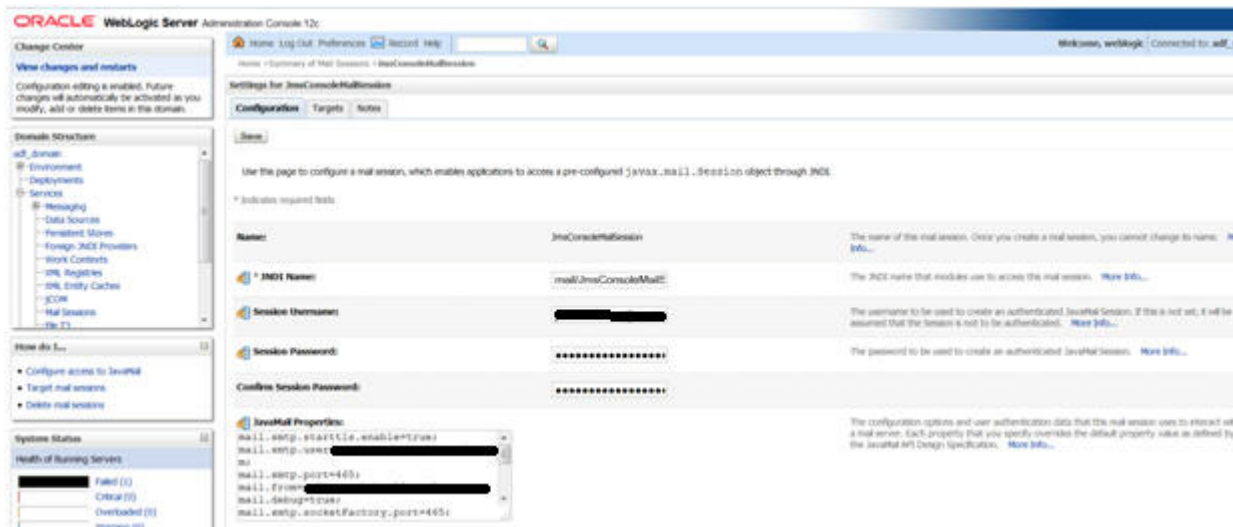 ORACLE WebLogic Server Administration Console 12c
Change Center
View changes and restarts
Configuration editing is enabled. Future
changes will automatically be activated as you
modify, add or delete items in this domain.
Domain Structure
adf_domain
Environment
Deployments
Services
Messaging
Data Sources
Persistent Stores
Foreign JNDI Providers
Work Contexts
XML Registries
XML Entity Caches
jCOM
Mail Sessions
File T3
How do I...
Configure access to JavaMail
Target mail sessions
Delete mail sessions
System Status
Health of Running Servers
Failed (1)
Critical (0)
Overloaded (0)
Warning (0)
Home Log Out Preferences Record Help
Welcome, weblogic Connected to: adf_
Home >Summary of Mail Sessions >JmsConsoleMailSession
Settings for JmsConsoleMailSession
Configuration Targets Notes
Save
Use this page to configure a mail session, which enables applications to access a pre-configured javax.mail.Session object through JNDI.
* Indicates required fields
Name: JmsConsoleMailSession The name of this mail session. Once you create a mail session, you cannot change its name. M
Info...
* JNDI Name: mail/JmsConsoleMailS The JNDI name that modules use to access this mail session. More Info...
Session Username: The username to be used to create an authenticated JavaMail Session. If this is not set, it will be
assumed that the Session is not to be authenticated. More Info...
Session Password: The password to be used to create an authenticated JavaMail Session. More Info...
Confirm Session Password:
JavaMail Properties: The configuration options and user authentication data that this mail session uses to interact wit
a mail server. Each property that you specify overrides the default property value as defined by
the JavaMail API Design Specification. More Info...
mail.smtp.starttls.enable=true;
mail.smtp.user
m;
mail.smtp.port=465;
mail.from=
mail.debug=true;
mail.smtp.socketFactory.port=465;